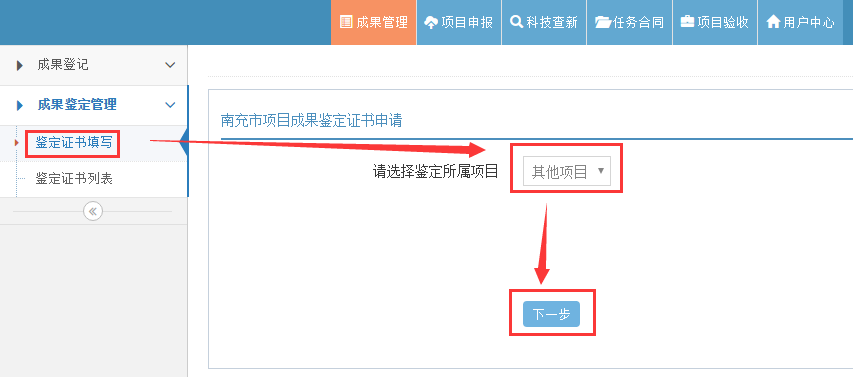 成果管理 项目申报 科技查新 任务合同 项目验收 用户中心
成果登记
成果鉴定管理
鉴定证书填写
鉴定证书列表
南充市项目成果鉴定证书申请
请选择鉴定所属项目 其他项目
下一步